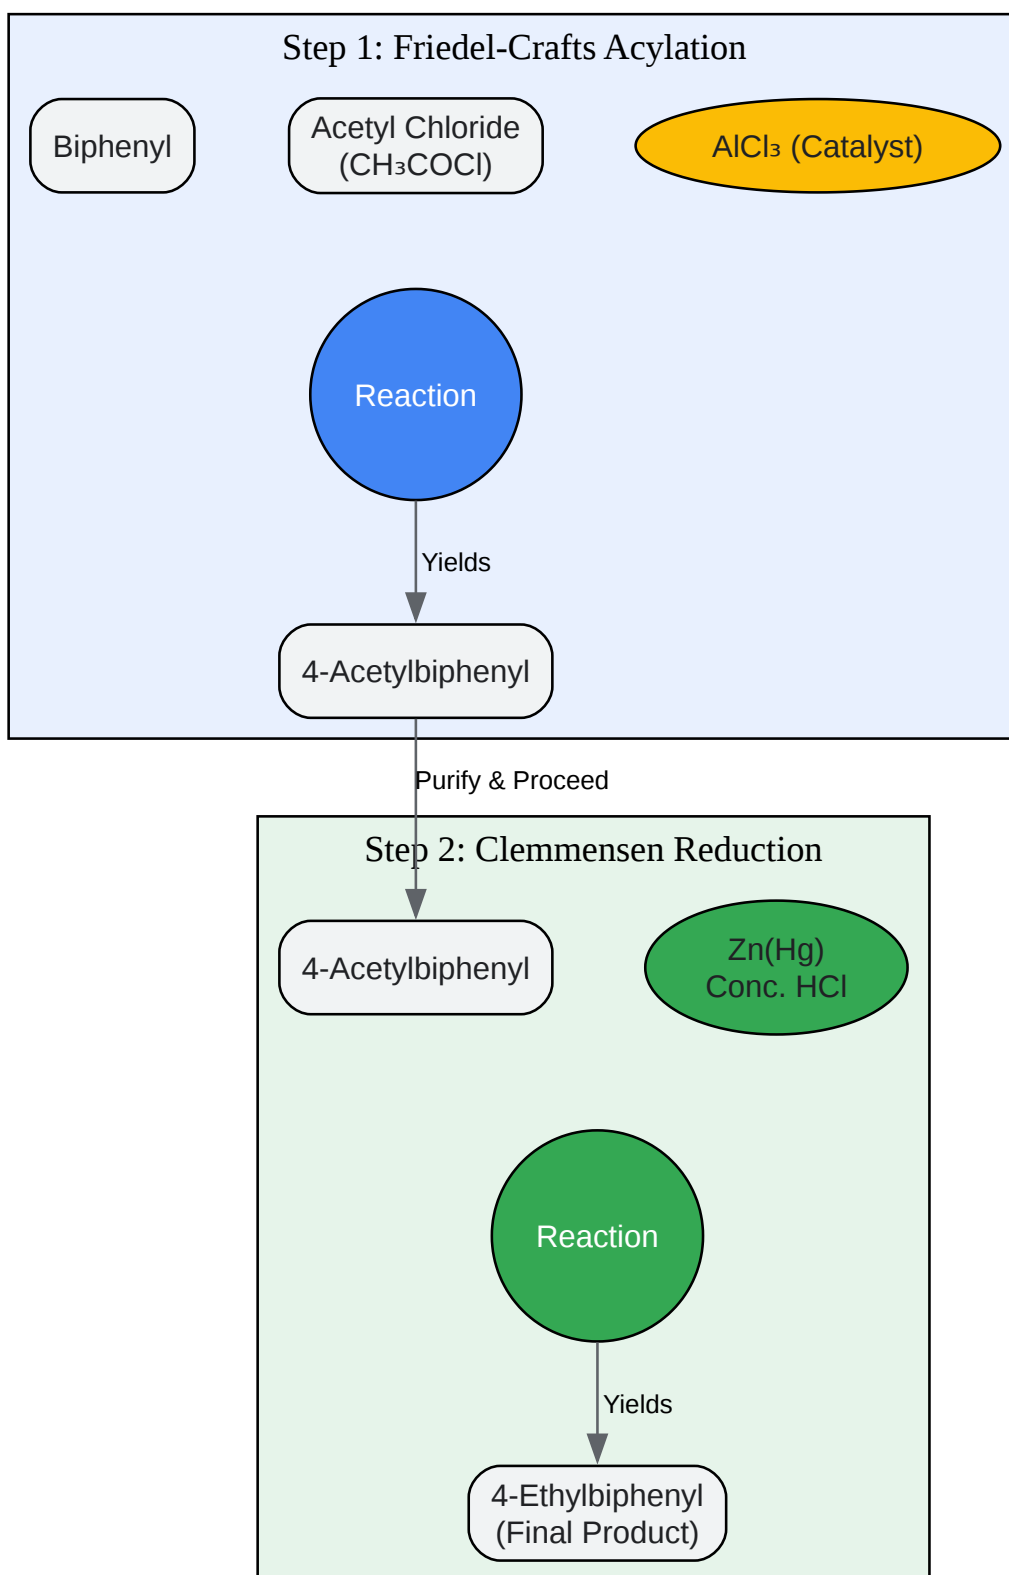 Step 1: Friedel-Crafts Acylation
Biphenyl
Acetyl Chloride
(CH₃COCl)
AlCl₃ (Catalyst)
Reaction
Yields
4-Acetylbiphenyl
Purify & Proceed
Step 2: Clemmensen Reduction
4-Acetylbiphenyl
Zn(Hg)
Conc. HCl
Reaction
Yields
4-Ethylbiphenyl
(Final Product)